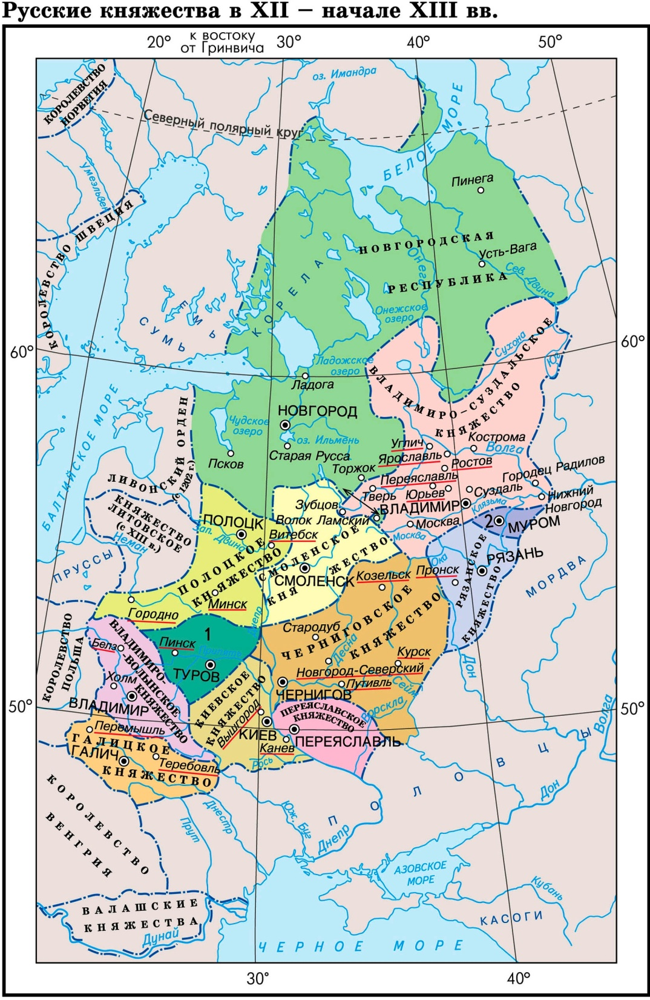 Русские княжества в XII – начале XIII вв.
20°
к востоку
от Гринвича
30°
40°
50°
КОРОЛЕВСТВО
НОРВЕГИЯ
оз. Имандра
Северный полярный круг
БЕЛОЕ МОРЕ
Умеэльвен
Пинега
КОРОЛЕВСТВО ШВЕЦИЯ
НОВГОРОДСКАЯ
РЕСПУБЛИКА
Онега
Усть-Вага
Сев. Двина
КОРЕЛА
ЕМЬ
СУМЬ
Онежское
озеро
60°
60°
Сухона
Юг
Ладожское
озеро
Ладога
ВЛАДИМИРО-СУЗДАЛЬСКОЕ
КНЯЖЕСТВО
БАЛТИЙСКОЕ МОРЕ
НОВГОРОД
Чудское
озеро
оз. Ильмень
Старая Русса
Псков
Торжок
Углич
Кострома
Волга
Ярославль
Ростов
Переяславль
Городец Радилов
Тверь
Юрьев
Суздаль
Нижний
Новгород
ЛИВОНСКИЙ ОРДЕН
(с 1202 г.)
КНЯЖЕСТВО
ЛИТОВСКОЕ
(с XIII в.)
Неман
Зубцов
ВЛАДИМИР
Клязьма
Волок Ламский
Москва
Москва
2
МУРОМ
ПОЛОЦК
Зап. Двина
Витебск
ПОЛОЦКОЕ
КНЯЖЕСТВО
СМОЛЕНСКОЕ
КНЯЖЕСТВО
СМОЛЕНСК
ПРУССЫ
Ока
РЯЗАНЬ
Козельск
Пронск
РЯЗАНСКОЕ
КНЯЖЕСТВО
МОРДВА
Минск
Городно
Днепр
Стародуб
ЧЕРНИГОВСКОЕ
КНЯЖЕСТВО
Десна
КОРОЛЕВСТВО
ПОЛЬША
Белз
ВЛАДИМИРО-
-ВОЛЫНСКОЕ
КНЯЖЕСТВО
1
Пинск
Припять
ТУРОВ
Курск
Новгород-Северский
Путивль
Сейм
Дон
Холм
ЧЕРНИГОВ
50°
50°
ВЛАДИМИР
КИЕВСКОЕ
КНЯЖЕСТВО
Вышгород
ПЕРЕЯСЛАВСКОЕ
КНЯЖЕСТВО
Ворскла
Волга
Перемышль
КИЕВ
ПЕРЕЯСЛАВЛЬ
ГАЛИЦКОЕ
КНЯЖЕСТВО
ГАЛИЧ
Теребовль
Канев
Рось
ПОЛОВЦЫ
Дон
КОРОЛЕВСТВО
ВЕНГРИЯ
Прут
Днестр
Юж. Буг
Днепр
АЗОВСКОЕ
МОРЕ
Кубань
ВАЛАШСКИЕ
КНЯЖЕСТВА
Дунай
КАСОГИ
ЧЕРНОЕ МОРЕ
30°
40°